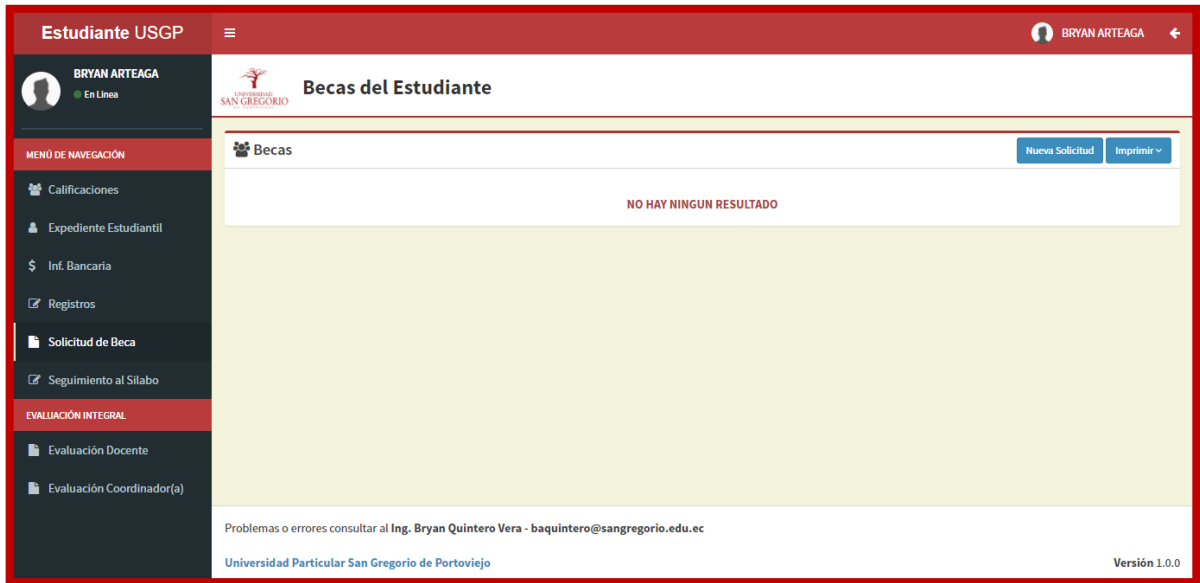 Estudiante USGP
BRYAN ARTEAGA
BRYAN ARTEAGA
En Linea
MENÚ DE NAVEGACIÓN
Calificaciones
Expediente Estudiantil
$ Inf. Bancaria
Registros
Solicitud de Beca
Seguimiento al Silabo
EVALUACIÓN INTEGRAL
Evaluación Docente
Evaluación Coordinador(a)
UNIVERSIDAD
SAN GREGORIO
Becas del Estudiante
Becas
Nueva Solicitud
Imprimir
NO HAY NINGUN RESULTADO
Problemas o errores consultar al Ing. Bryan Quintero Vera - baquintero@sangregorio.edu.ec
Universidad Particular San Gregorio de Portoviejo
Versión 1.0.0